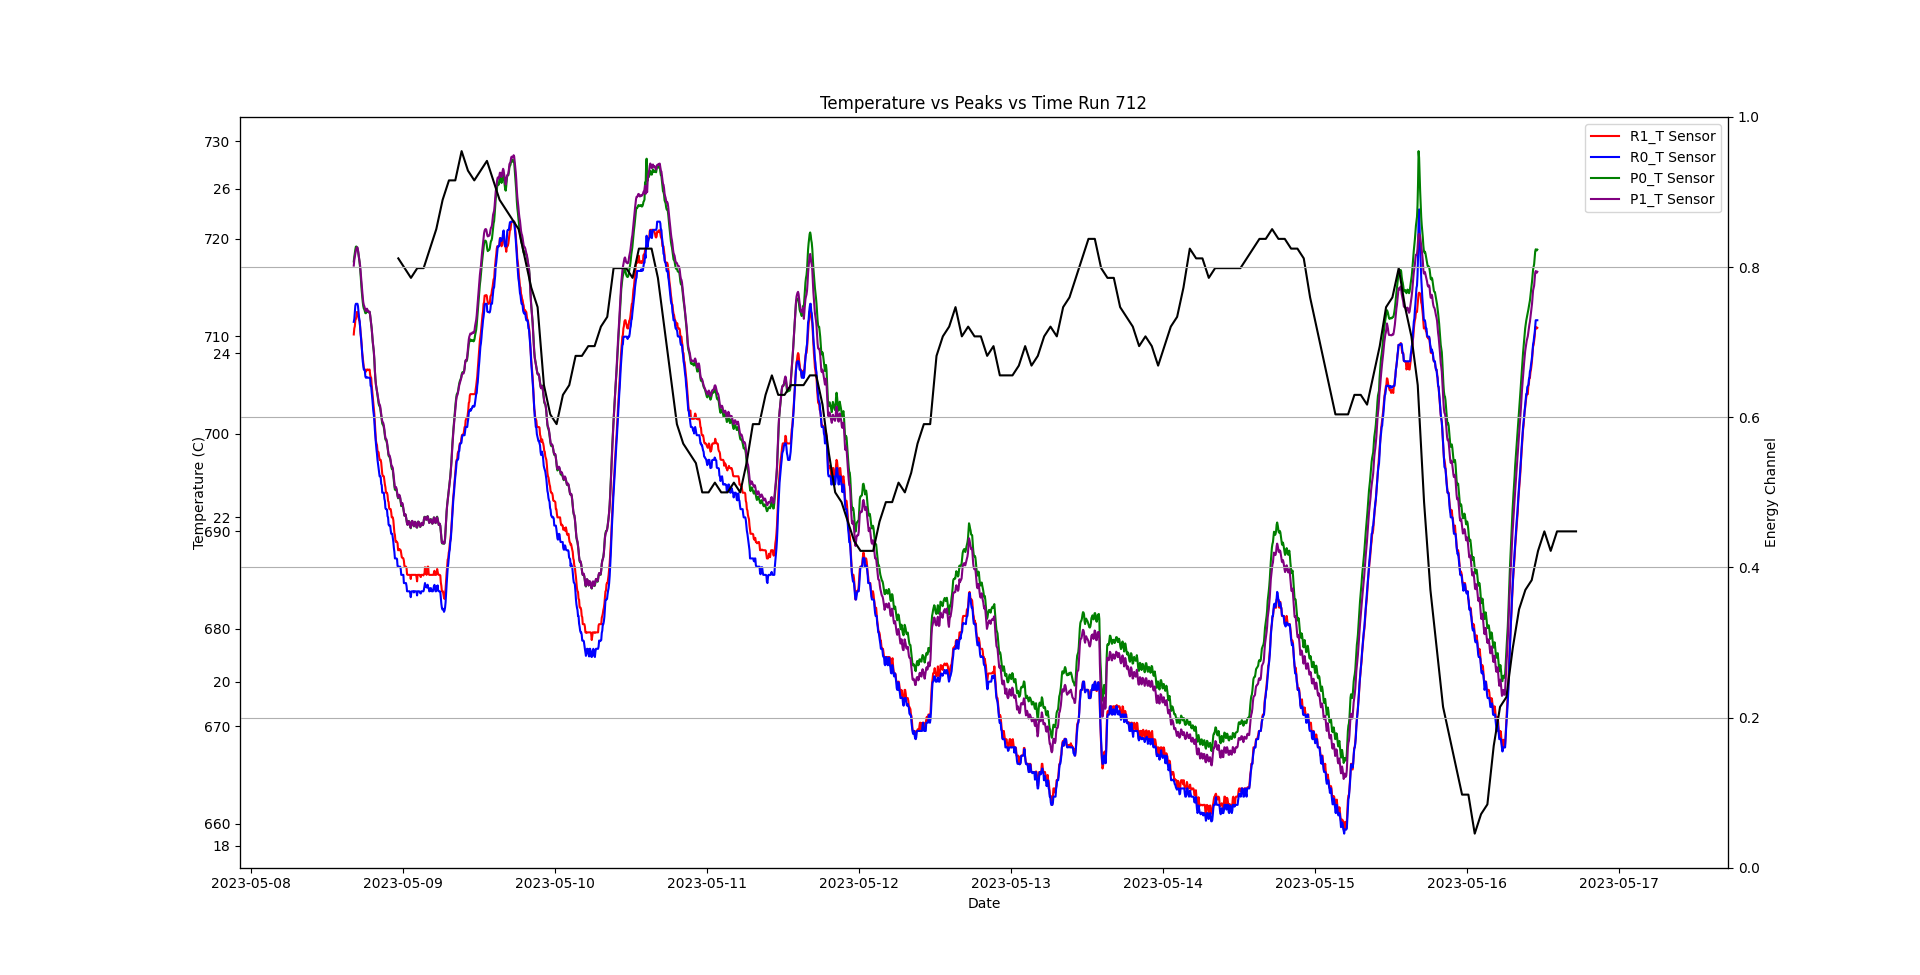 Temperature vs Peaks vs Time Run 712
730
26
720
710
24
700
22
690
680
20
670
660
18
Temperature (C)
1.0
0.8
0.6
0.4
0.2
0.0
Energy Channel
R1_T Sensor
R0_T Sensor
P0_T Sensor
P1_T Sensor
2023-05-08 2023-05-09 2023-05-10 2023-05-11 2023-05-12 2023-05-13 2023-05-14 2023-05-15 2023-05-16 2023-05-17
Date